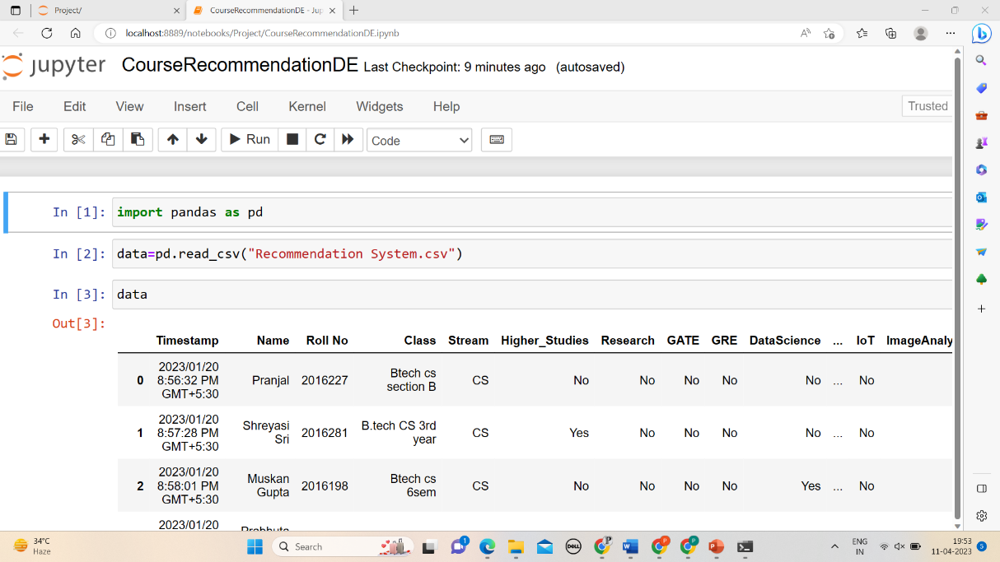 Project/
CourseRecommendationDE - Jup
localhost:8889/notebooks/Project/CourseRecommendationDE.ipynb
jupyter CourseRecommendationDE Last Checkpoint: 9 minutes ago (autosaved)
File Edit View Insert Cell Kernel Widgets Help Trusted
Run Code
In [1]: import pandas as pd
In [2]: data=pd.read_csv("Recommendation System.csv")
In [3]: data
Out[3]:
Timestamp Name Roll No Class Stream Higher_Studies Research GATE GRE DataScience ... IoT ImageAnaly
0 2023/01/20 8:56:32 PM GMT+5:30 Pranjal 2016227 Btech cs section B CS No No No No No ... No
1 2023/01/20 8:57:28 PM GMT+5:30 Shreyasi Sri 2016281 B.tech CS 3rd year CS Yes No No No No ... No
2 2023/01/20 8:58:01 PM GMT+5:30 Muskan Gupta 2016198 Btech cs 6sem CS No No No No Yes ... No
2023/01/20
34°C
Haze
Search
DELL
1
P
P
P
ENG
IN
19:53
11-04-2023
5